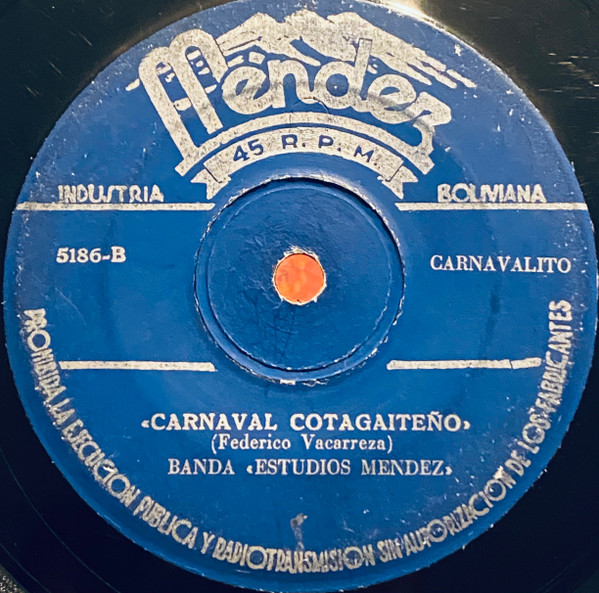 Méndez
45 R.P.M.
INDUSTRIA BOLIVIANA
5186-B CARNAVALITO
«CARNAVAL COTAGAITEÑO»
(Federico Vacarreza)
BANDA «ESTUDIOS MENDEZ»
PROHIBIDA LA EJECUCION PUBLICA Y RADIOTRANSMISION SIN AUTORIZACION DE LOS FABRICANTES